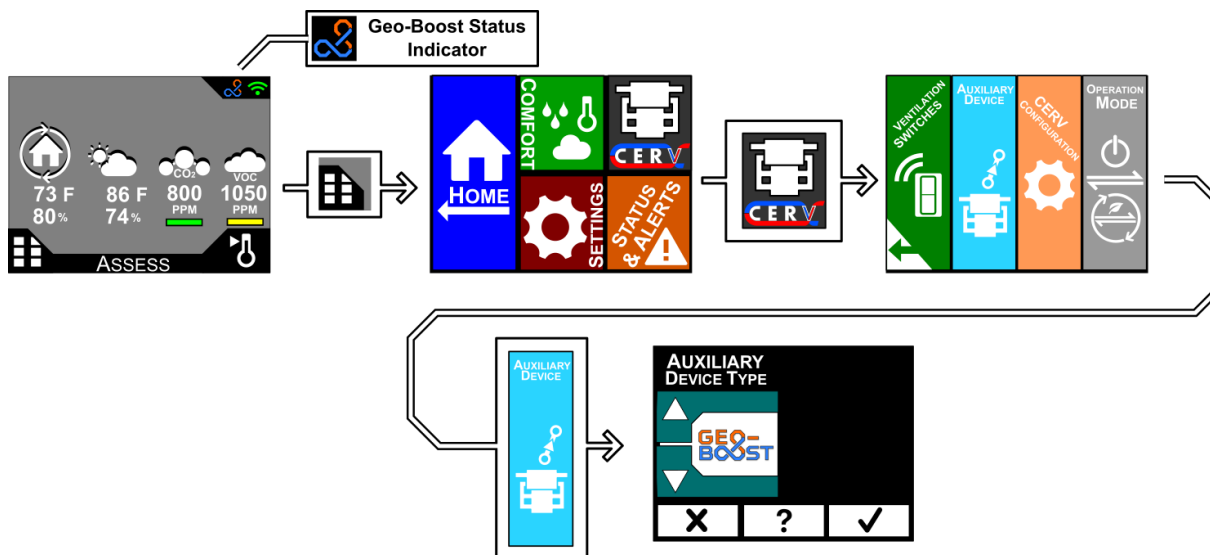 Geo-Boost Status
Indicator
73 F
80%
86 F
74%
CO2
800
PPM
VOC
1050
PPM
ASSESS
HOME
COMFORT
CERV
SETTINGS
STATUS
& ALERTS
CERV
VENTILATION
SWITCHES
AUXILIARY
DEVICE
CERV
CONFIGURATION
OPERATION
MODE
AUXILIARY
DEVICE
AUXILIARY
DEVICE TYPE
GEO-
BOOST
X
?
✓